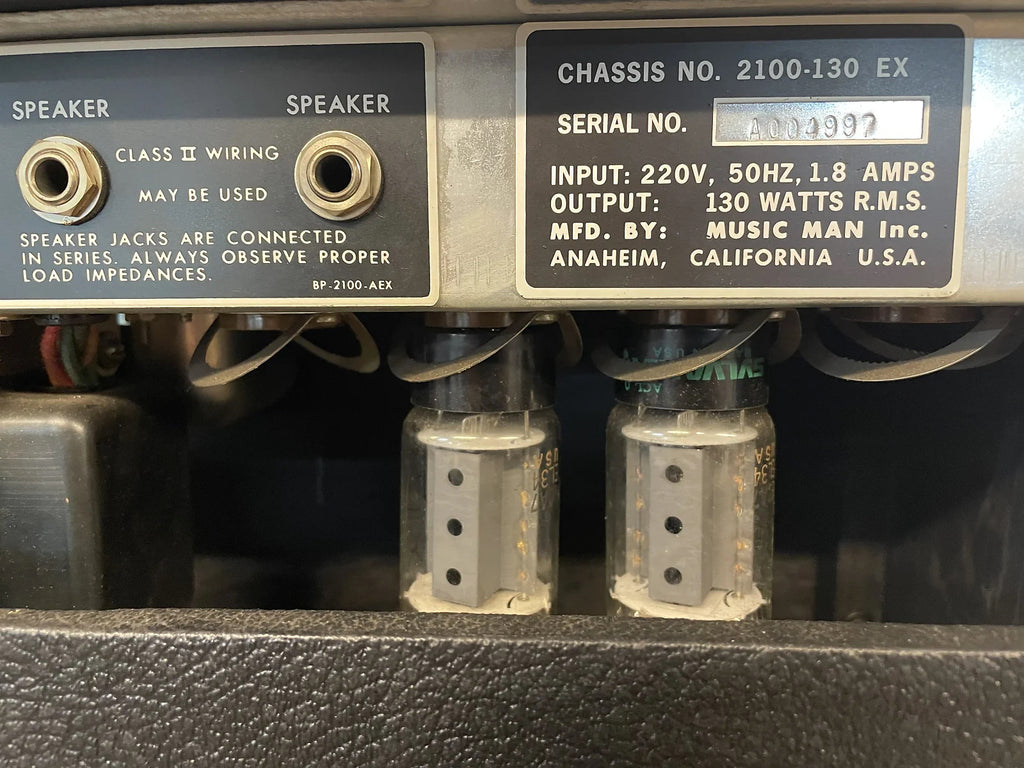 SPEAKER
SPEAKER
CLASS II WIRING
MAY BE USED
SPEAKER JACKS ARE CONNECTED
IN SERIES. ALWAYS OBSERVE PROPER
LOAD IMPEDANCES.
BP-2100-AEX
CHASSIS NO. 2100-130 EX
SERIAL NO. A004997
INPUT: 220V, 50HZ, 1.8 AMPS
OUTPUT: 130 WATTS R.M.S.
MFD. BY: MUSIC MAN Inc.
ANAHEIM, CALIFORNIA U.S.A.
USA